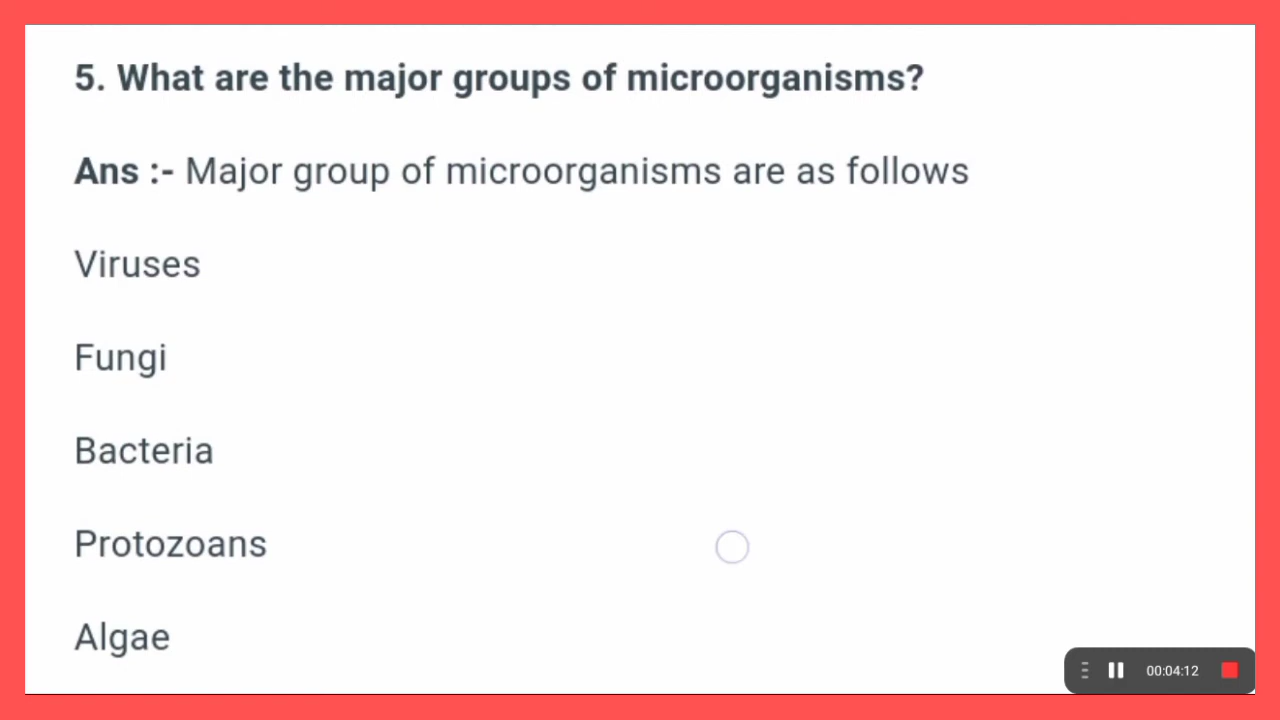 5. What are the major groups of microorganisms?
Ans :- Major group of microorganisms are as follows
Viruses
Fungi
Bacteria
Protozoans
Algae
00:04:12